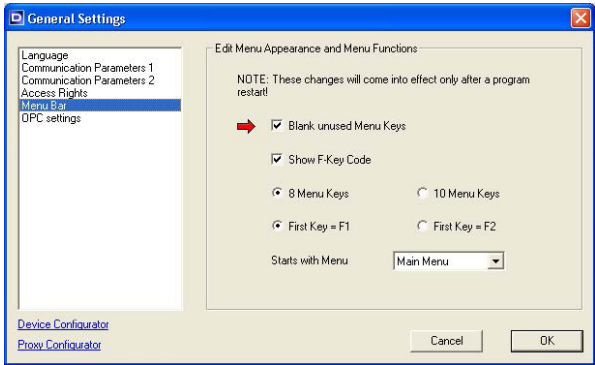 General Settings
Language
Communication Parameters 1
Communication Parameters 2
Access Rights
Menu Bar
OPC settings
Device Configurator
Proxy Configurator
Edit Menu Appearance and Menu Functions
NOTE: These changes will come into effect only after a program
restart!
Blank unused Menu Keys
Show F-Key Code
8 Menu Keys
10 Menu Keys
First Key = F1
First Key = F2
Starts with Menu
Main Menu
Cancel
OK